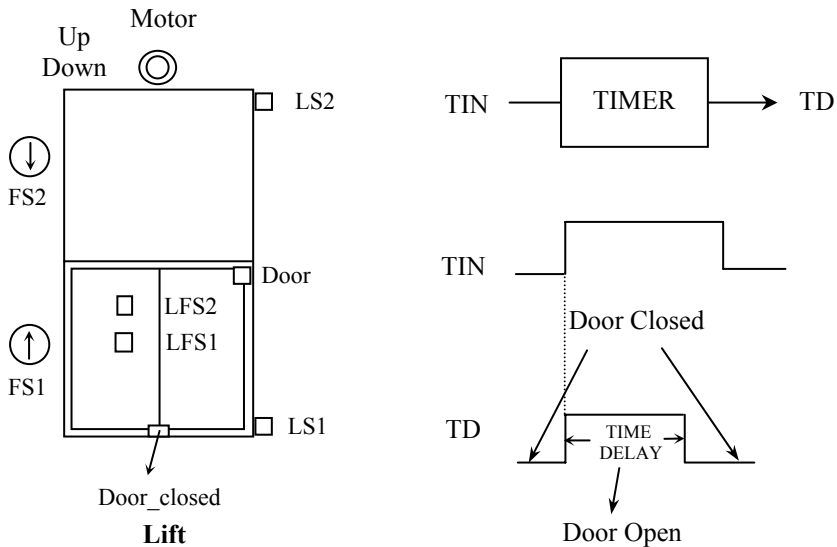 Motor
Up
Down
LS2
FS2
Door
LFS2
LFS1
FS1
LS1
Door_closed
Lift
TIN
TIMER
TD
TIN
Door Closed
TD
TIME
DELAY
Door Open